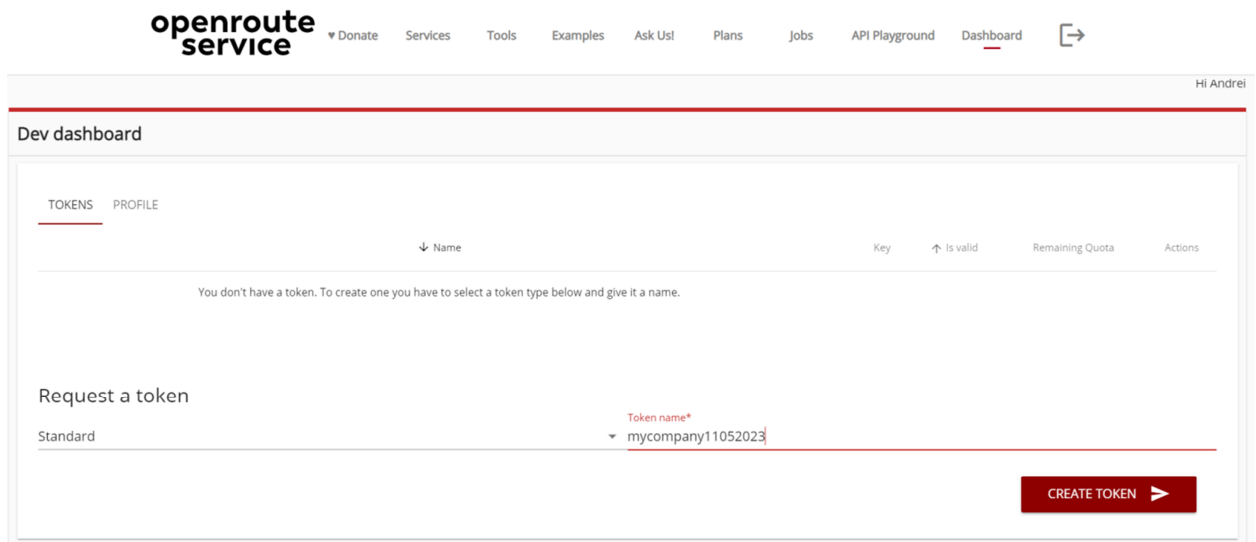 openroute service
♥ Donate Services Tools Examples Ask Us! Plans Jobs API Playground Dashboard
Hi Andrei
Dev dashboard
TOKENS PROFILE
↓ Name Key ↑ Is valid Remaining Quota Actions
You don't have a token. To create one you have to select a token type below and give it a name.
Request a token
Token name*
Standard mycompany11052023
CREATE TOKEN